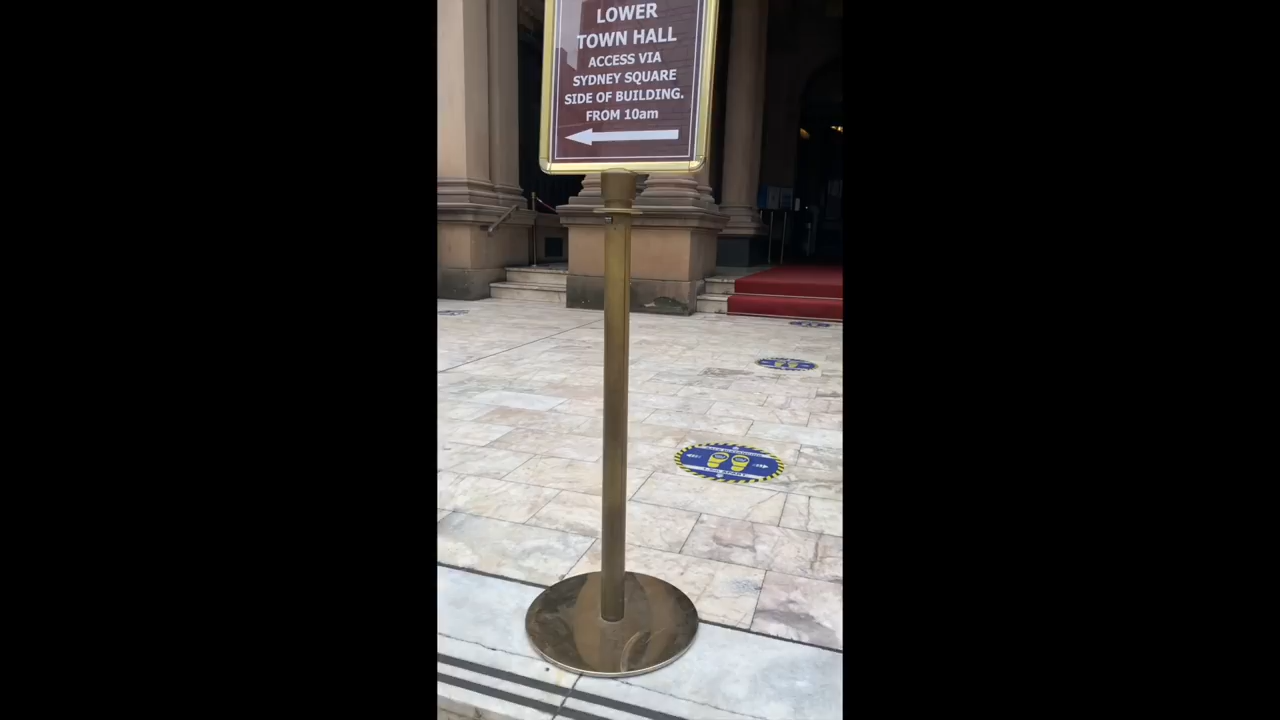 LOWER
TOWN HALL
ACCESS VIA
SYDNEY SQUARE
SIDE OF BUILDING.
FROM 10am